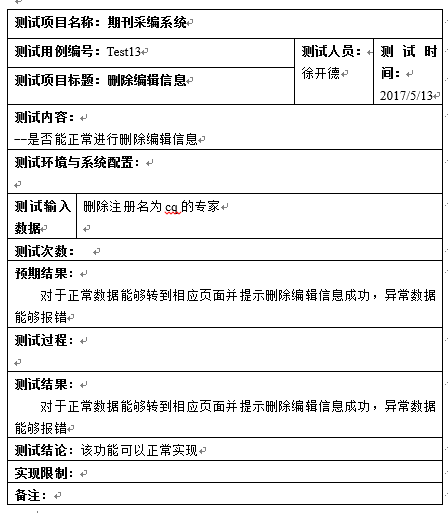 测试项目名称：期刊采编系统
测试用例编号：Test13
测试项目标题：删除编辑信息
测试人员：
徐开德
测试时
间：
2017/5/13
测试内容：
--是否能正常进行删除编辑信息
测试环境与系统配置：
测试输入
数据
删除注册名为 cq 的专家
测试次数：
预期结果：
对于正常数据能够转到相应页面并提示删除编辑信息成功，异常数据
能够报错
测试过程：
测试结果：
对于正常数据能够转到相应页面并提示删除编辑信息成功，异常数据
能够报错
测试结论：该功能可以正常实现
实现限制：
备注：